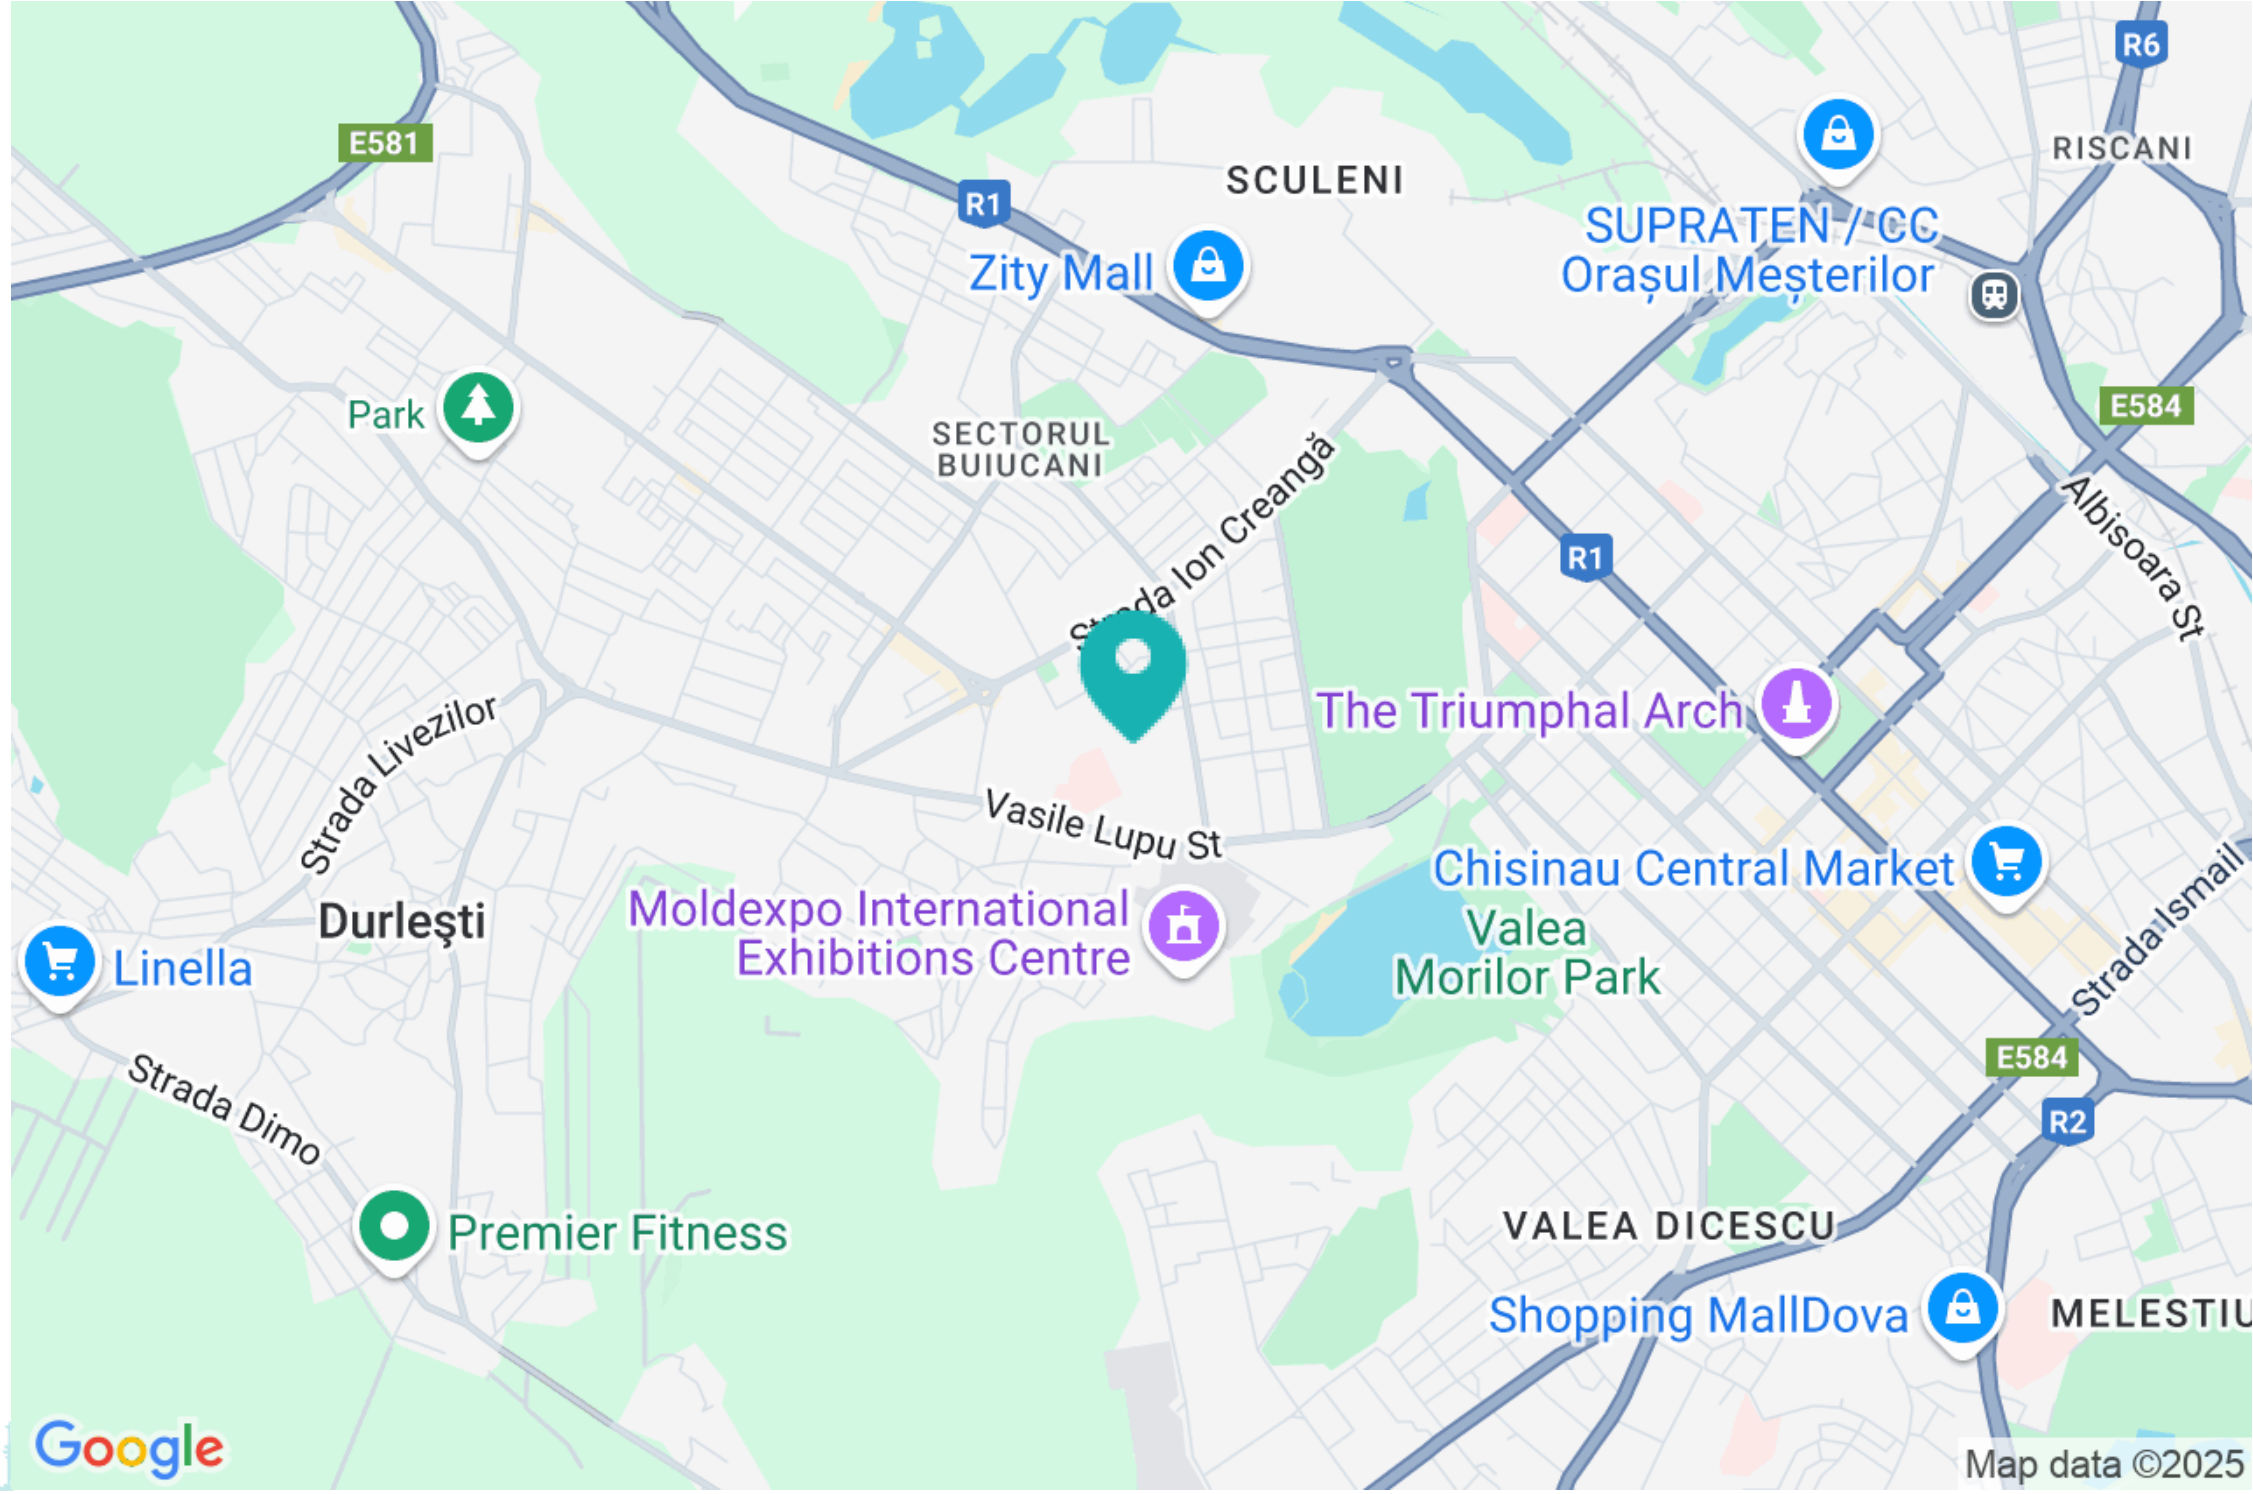 R6
E581
RISCANI
SCULENI
R1
SUPRATEN / CC
Orașul Meșterilor
Zity Mall
E584
Park
SECTORUL
BUIUCANI
Strada Ion Creangă
Albisoara St
R1
The Triumphal Arch
Strada Livezilor
Vasile Lupu St
Chisinau Central Market
Moldexpo International
Exhibitions Centre
Durleşti
Valea
Morilor Park
Strada Ismail
Linella
E584
Strada Dimo
R2
Premier Fitness
VALEA DICESCU
Shopping MallDova
MELESTIU
Google
Map data ©2025